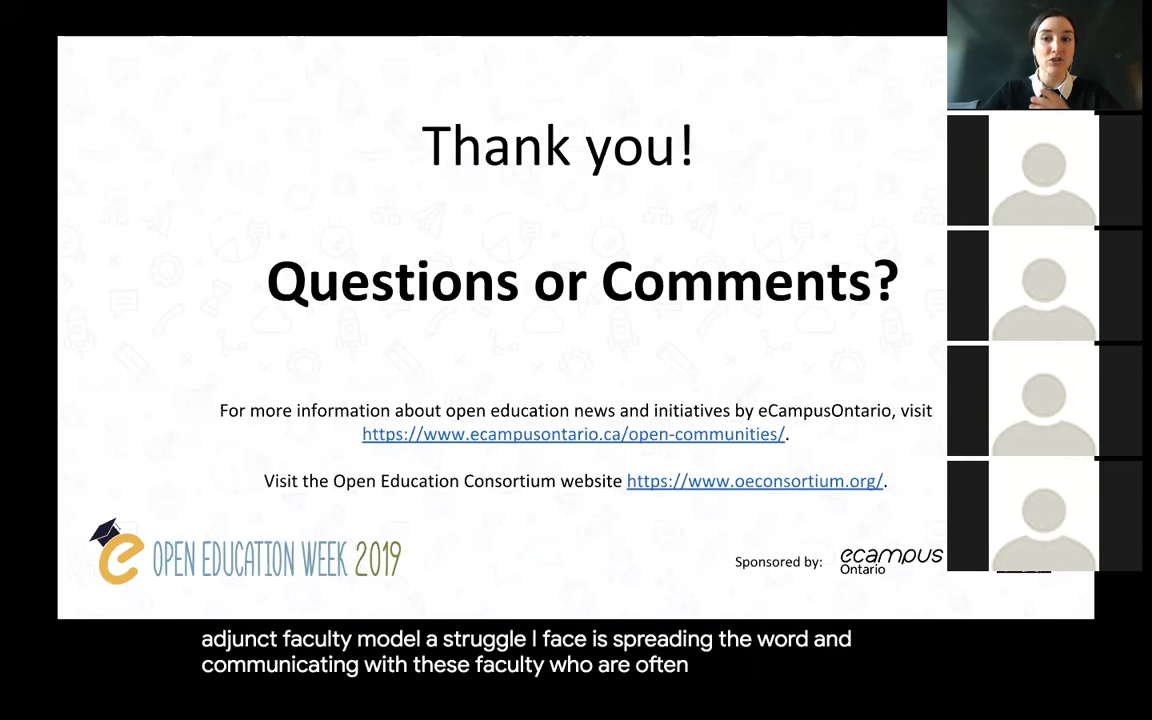 Thank you!
Questions or Comments?
For more information about open education news and initiatives by eCampusOntario, visit
https://www.ecampusontario.ca/open-communities/.
Visit the Open Education Consortium website https://www.oeconsortium.org/.
e OPEN EDUCATION WEEK 2019
Sponsored by: ecampus
Ontario
adjunct faculty model a struggle I face is spreading the word and
communicating with these faculty who are often